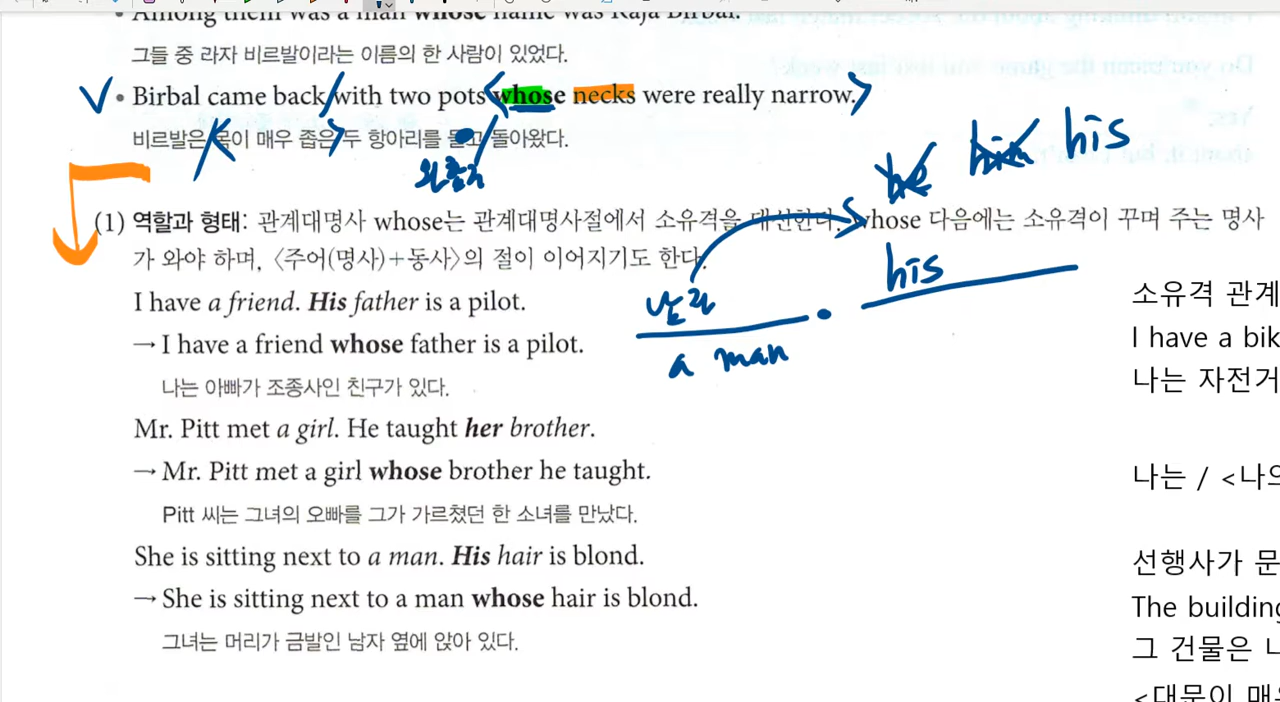 • Among them was a man whose name was Raja Birbal.
그들 중 라자 비르발이라는 이름의 한 사람이 있었다.
• Birbal came back with two pots whose necks were really narrow.
비르발은 목이 매우 좁은 두 항아리를 들고 돌아왔다.
his
(1) 역할과 형태: 관계대명사 whose는 관계대명사절에서 소유격을 대신한다. whose 다음에는 소유격이 꾸며 주는 명사
가 와야 하며, 〈주어(명사)+동사〉의 절이 이어지기도 한다.
his
I have a friend. His father is a pilot.
a man
→ I have a friend whose father is a pilot.
나는 아빠가 조종사인 친구가 있다.
Mr. Pitt met a girl. He taught her brother.
→ Mr. Pitt met a girl whose brother he taught.
Pitt 씨는 그녀의 오빠를 그가 가르쳤던 한 소녀를 만났다.
She is sitting next to a man. His hair is blond.
→ She is sitting next to a man whose hair is blond.
그녀는 머리가 금발인 남자 옆에 앉아 있다.
소유격 관계
I have a bik
나는 자전거
나는 / <나으
선행사가 문
The building
그 건물은 나
<대문이 매우